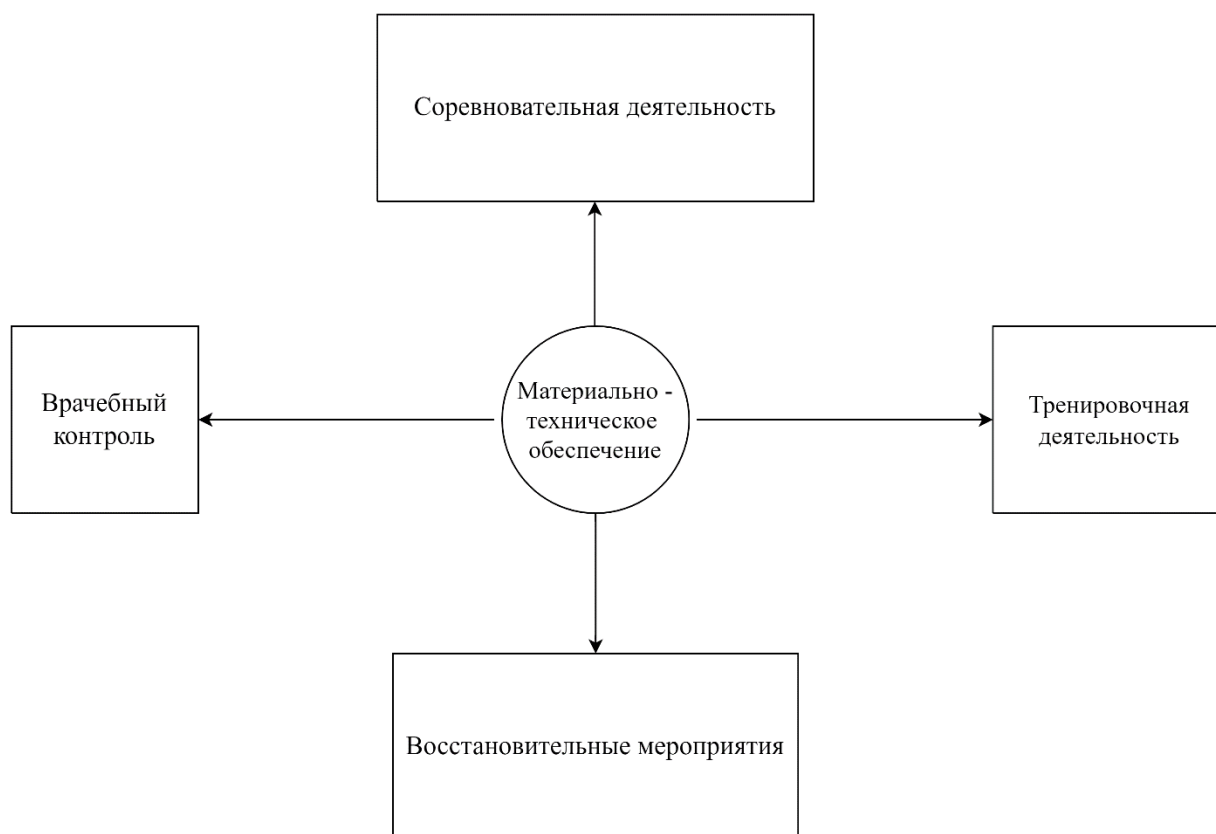 Соревновательная деятельность
Врачебный
контроль
Материально -
техническое
обеспечение
Тренировочная
деятельность
Восстановительные мероприятия